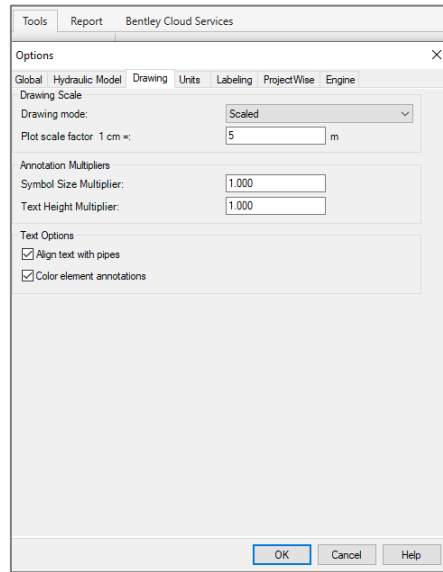 Tools Report Bentley Cloud Services
Options
Global Hydraulic Model Drawing Units Labeling ProjectWise Engine
Drawing Scale
Drawing mode: Scaled
Plot scale factor 1 cm =: 5 m
Annotation Multipliers
Symbol Size Multiplier: 1.000
Text Height Multiplier: 1.000
Text Options
Align text with pipes
Color element annotations
OK Cancel Help